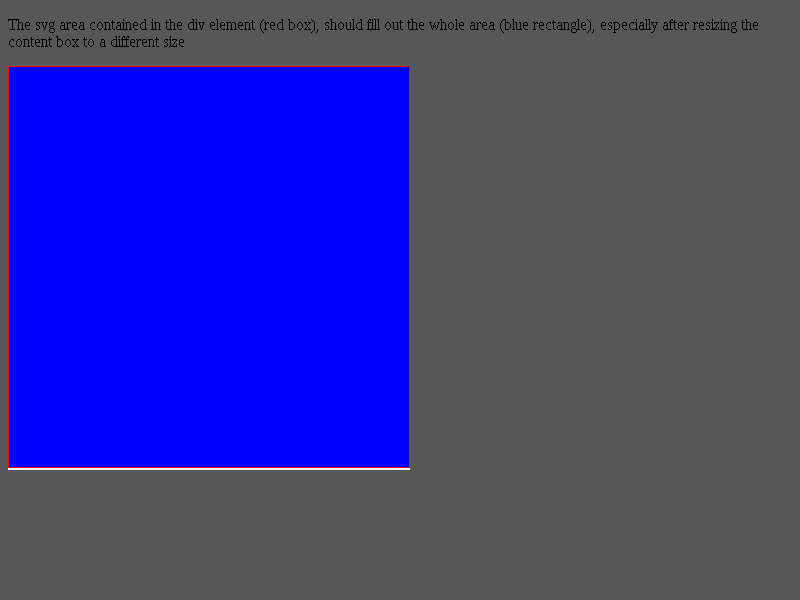 The svg area contained in the div element (red box), should fill out the whole area (blue rectangle), especially after resizing the
content box to a different size